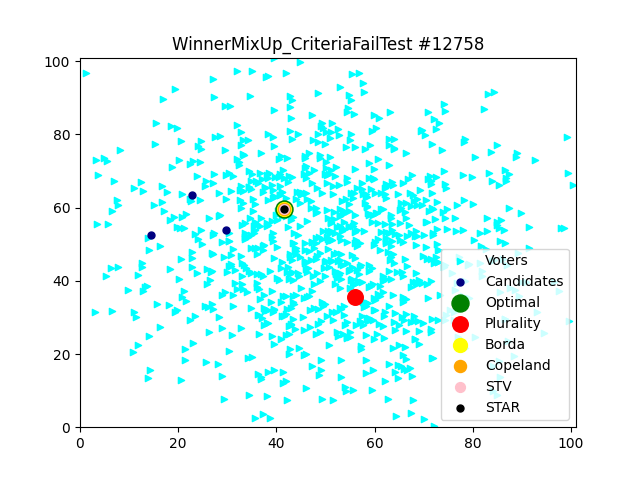 WinnerMixUp_CriteriaFailTest #12758
100
80
60
40
20
0
0
20
40
60
80
100
Voters
Candidates
Optimal
Plurality
Borda
Copeland
STV
STAR